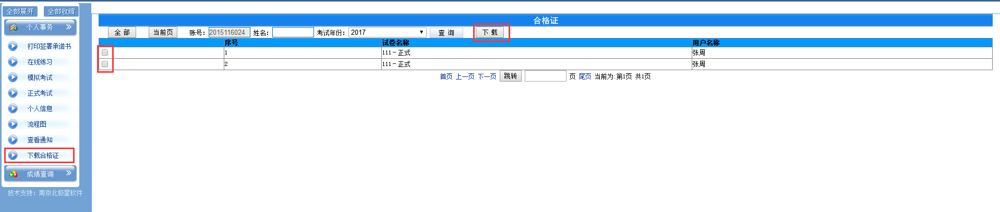 全部展开 全部收缩
个人事务
打印签署承诺书
在线练习
模拟考试
正式考试
个人信息
流程图
查看通知
下载合格证
成绩查询
技术支持：南京北极星软件
合格证
全 部 当前页 账号： 2015116024 姓名： 考试年份： 2017 查 询 下 载
序号 试卷名称 用户名称
1 111－正式 张周
2 111－正式 张周
首页 上一页 下一页 跳转 页 尾页 当前为:第1页 共1页